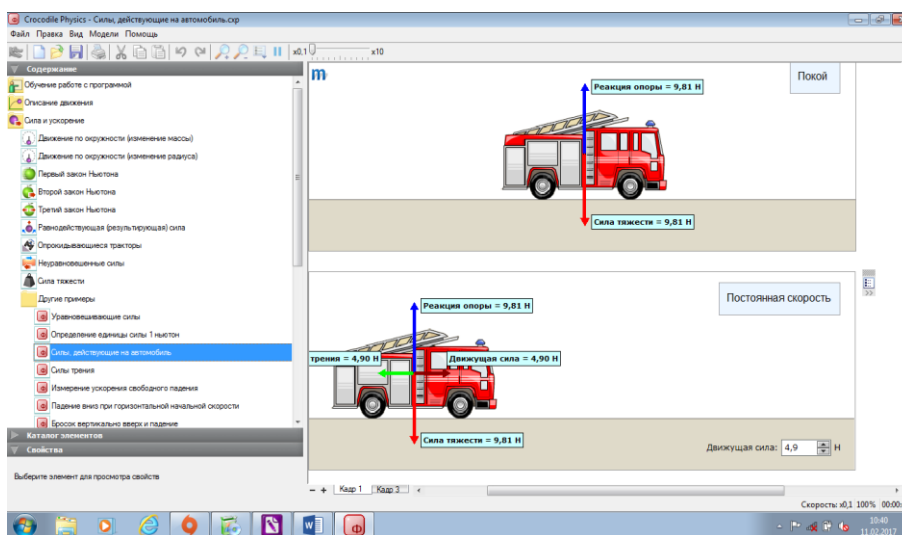 Crocodile Physics - Силы, действующие на автомобиль.cxp
Файл Правка Вид Модели Помощь
x0,1 x10
Содержание
Обучение работе с программой
Описание движения
Сила и ускорение
Движение по окружности (изменение массы)
Движение по окружности (изменение радиуса)
Первый закон Ньютона
Второй закон Ньютона
Третий закон Ньютона
Равнодействующая (результирующая) сила
Опрокидывающиеся тракторы
Неуравновешенные силы
Сила тяжести
Другие примеры
Уравновешивающие силы
Определение единицы силы 1 ньютон
Силы, действующие на автомобиль
Силы трения
Измерение ускорения свободного падения
Падение вниз при горизонтальной начальной скорости
Бросок вертикально вверх и падение
Каталог элементов
Свойства
Выберите элемент для просмотра свойств
m
Покой
Реакция опоры = 9,81 Н
Сила тяжести = 9,81 Н
Постоянная скорость
Реакция опоры = 9,81 Н
трения = 4,90 Н
Движущая сила = 4,90 Н
Сила тяжести = 9,81 Н
Движущая сила: 4,9 Н
Кадр 1 Кадр 3
Скорость: x0,1 100% 00:00:
10:40
11.02.2017